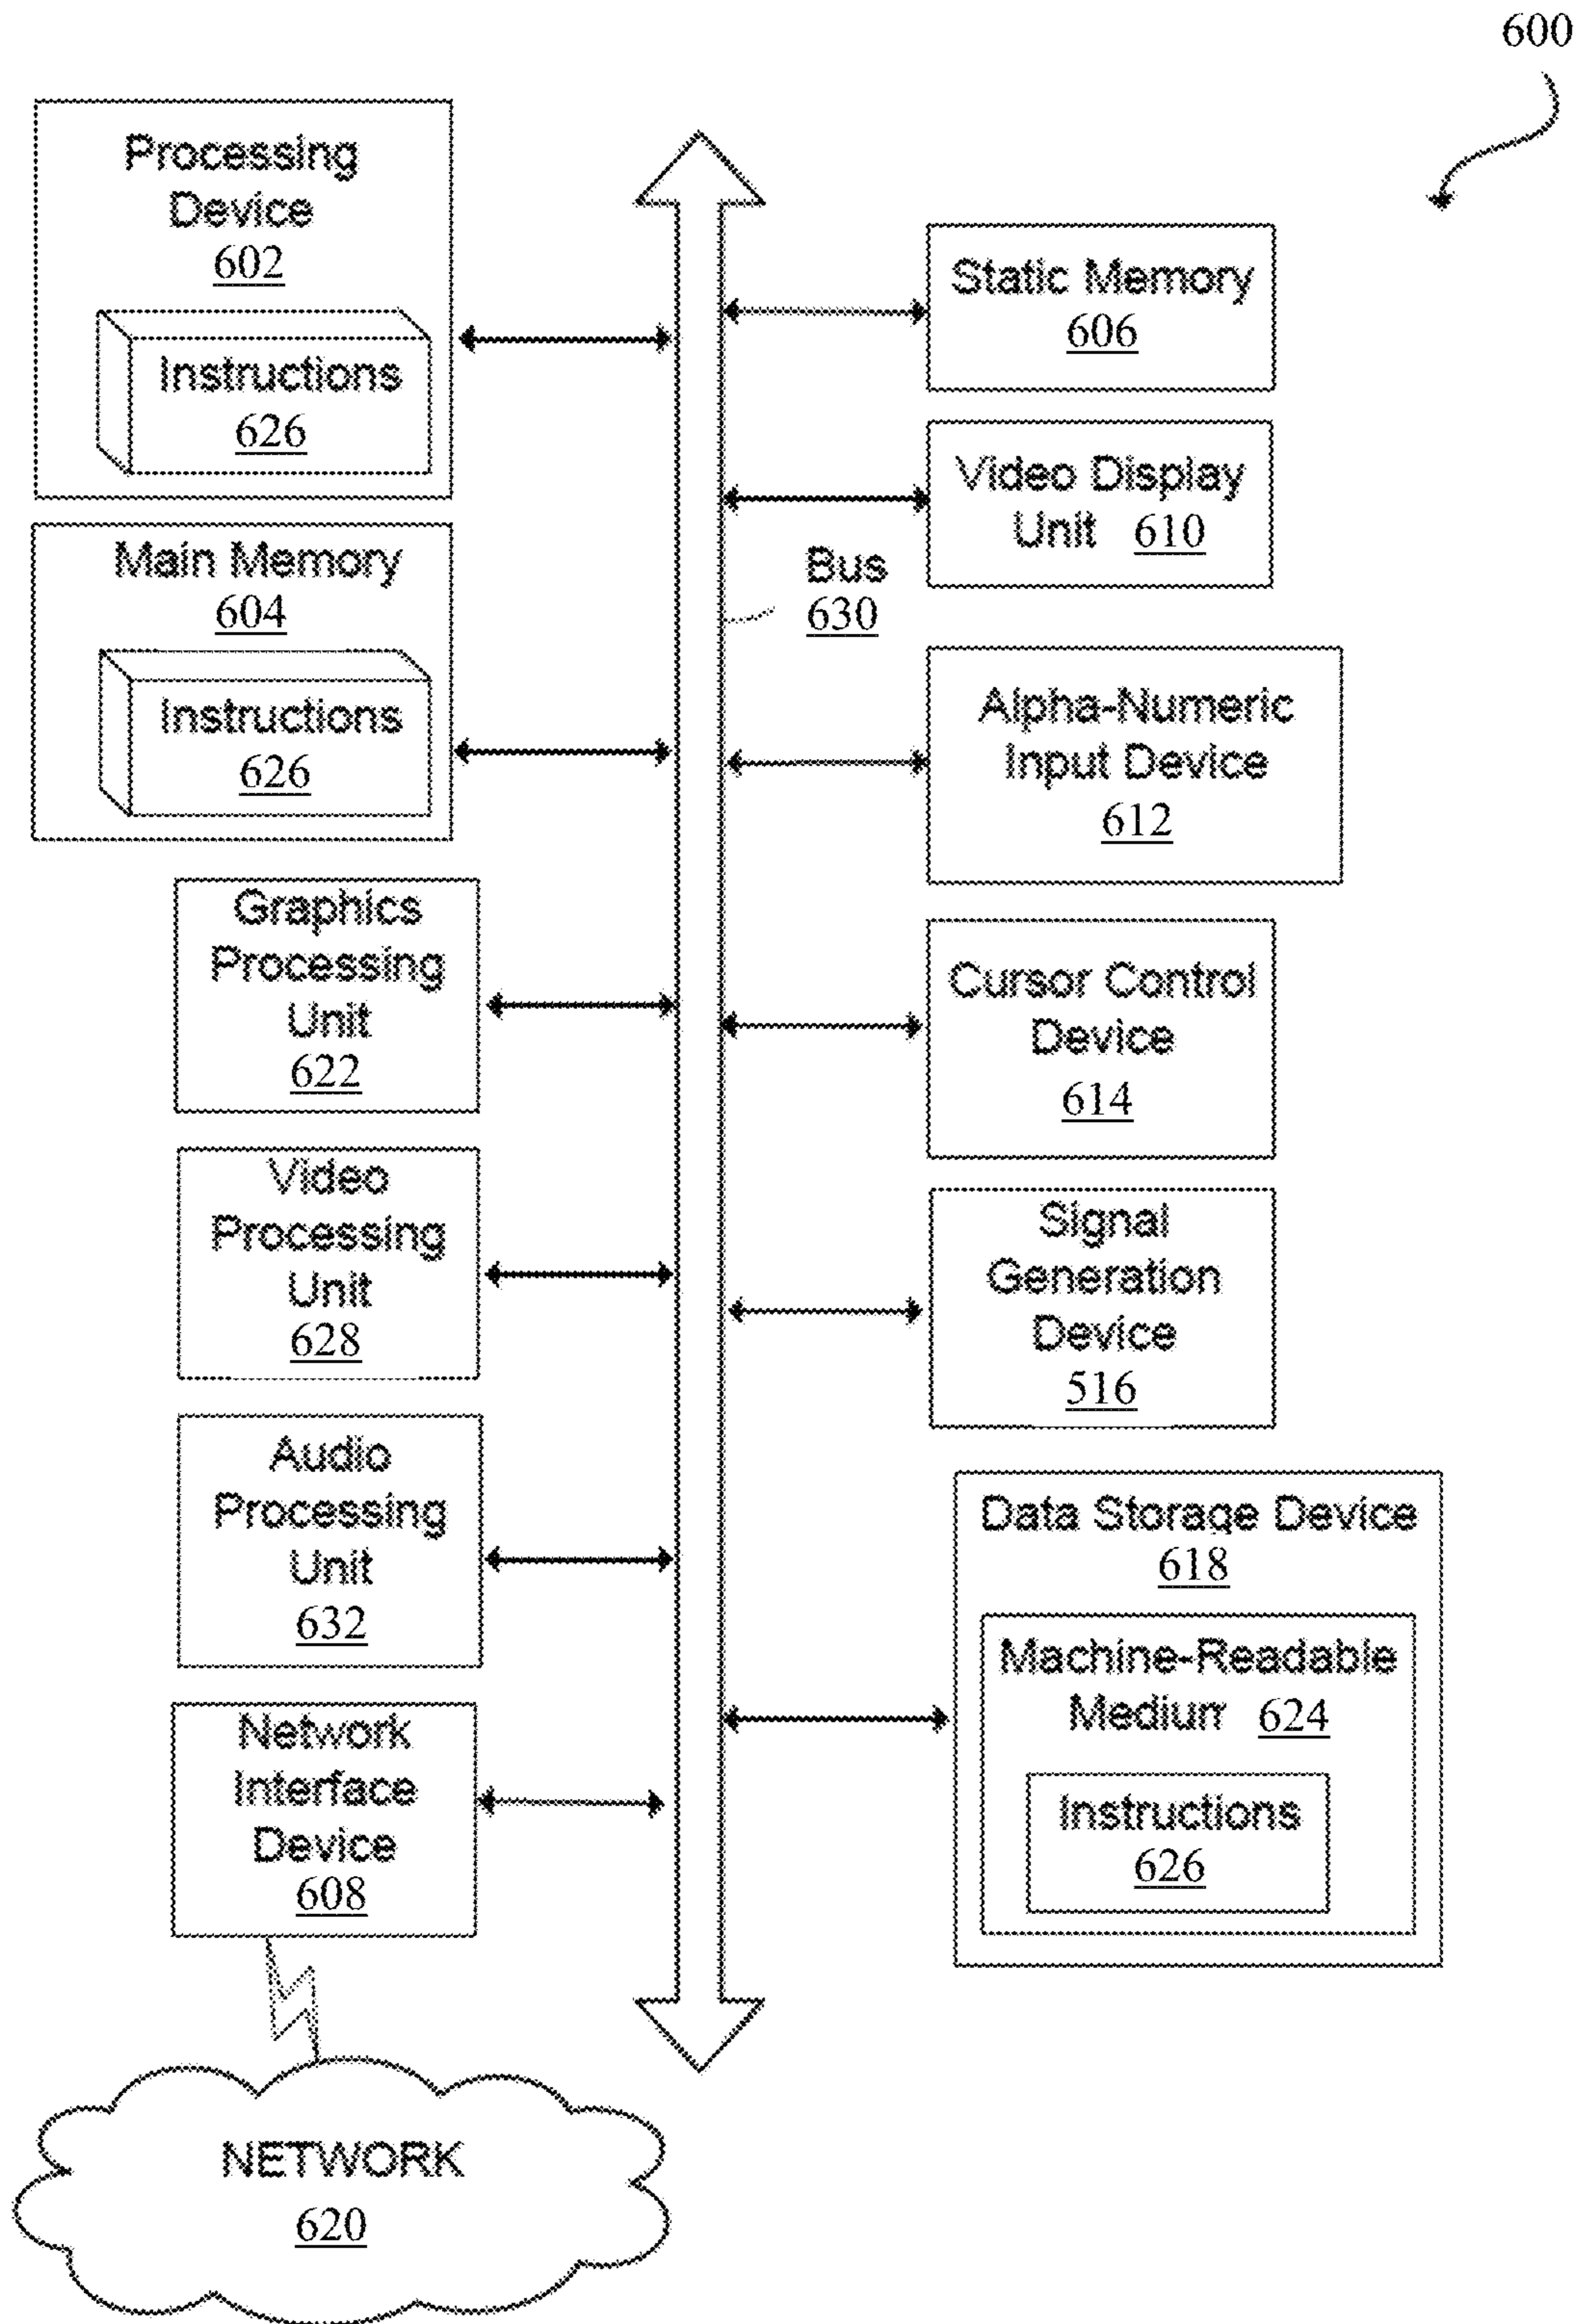 600
Processing
Device
602
Instructions
626
Main Memory
604
Instructions
626
Graphics
Processing
Unit
622
Video
Processing
Unit
628
Audio
Processing
Unit
632
Network
Interface
Device
608
NETWORK
620
Bus
630
Static Memory
606
Video Display
Unit 610
Alpha-Numeric
Input Device
612
Cursor Control
Device
614
Signal
Generation
Device
516
Data Storage Device
618
Machine-Readable
Medium 624
Instructions
626